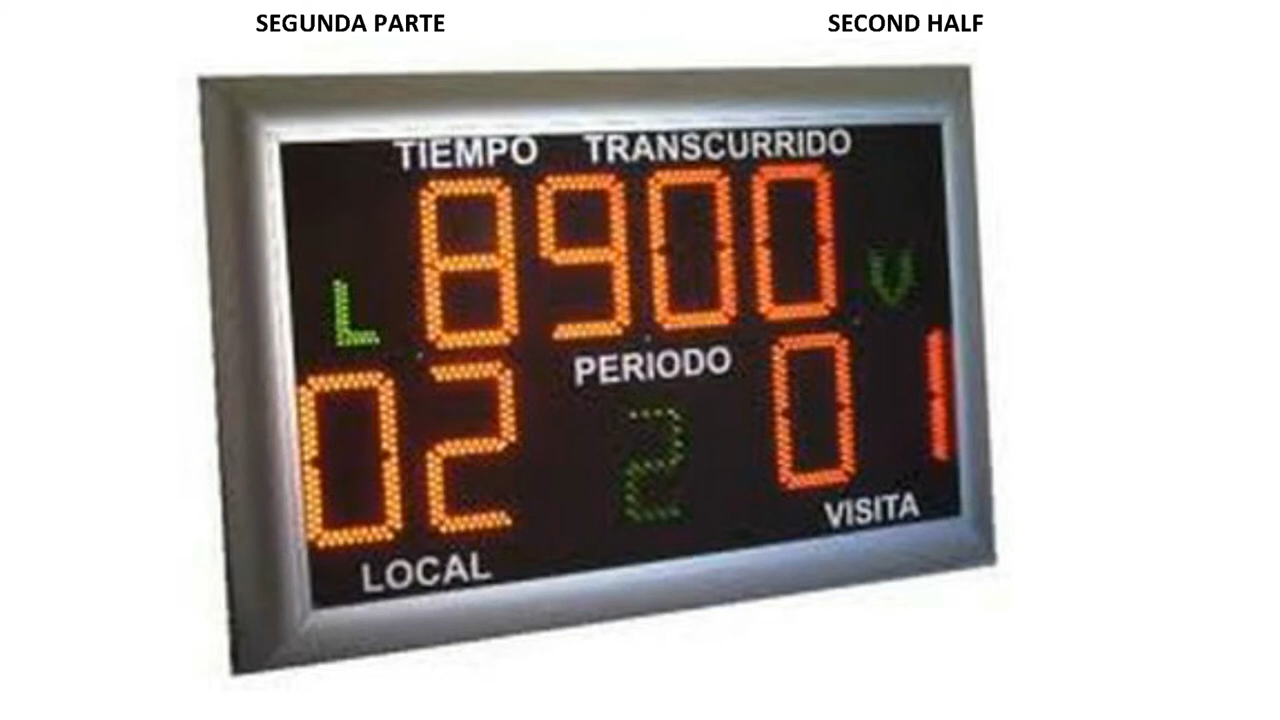 SEGUNDA PARTE SECOND HALF
TIEMPO TRANSCURRIDO
8900
L V
PERIODO
02 2 01
VISITA
LOCAL